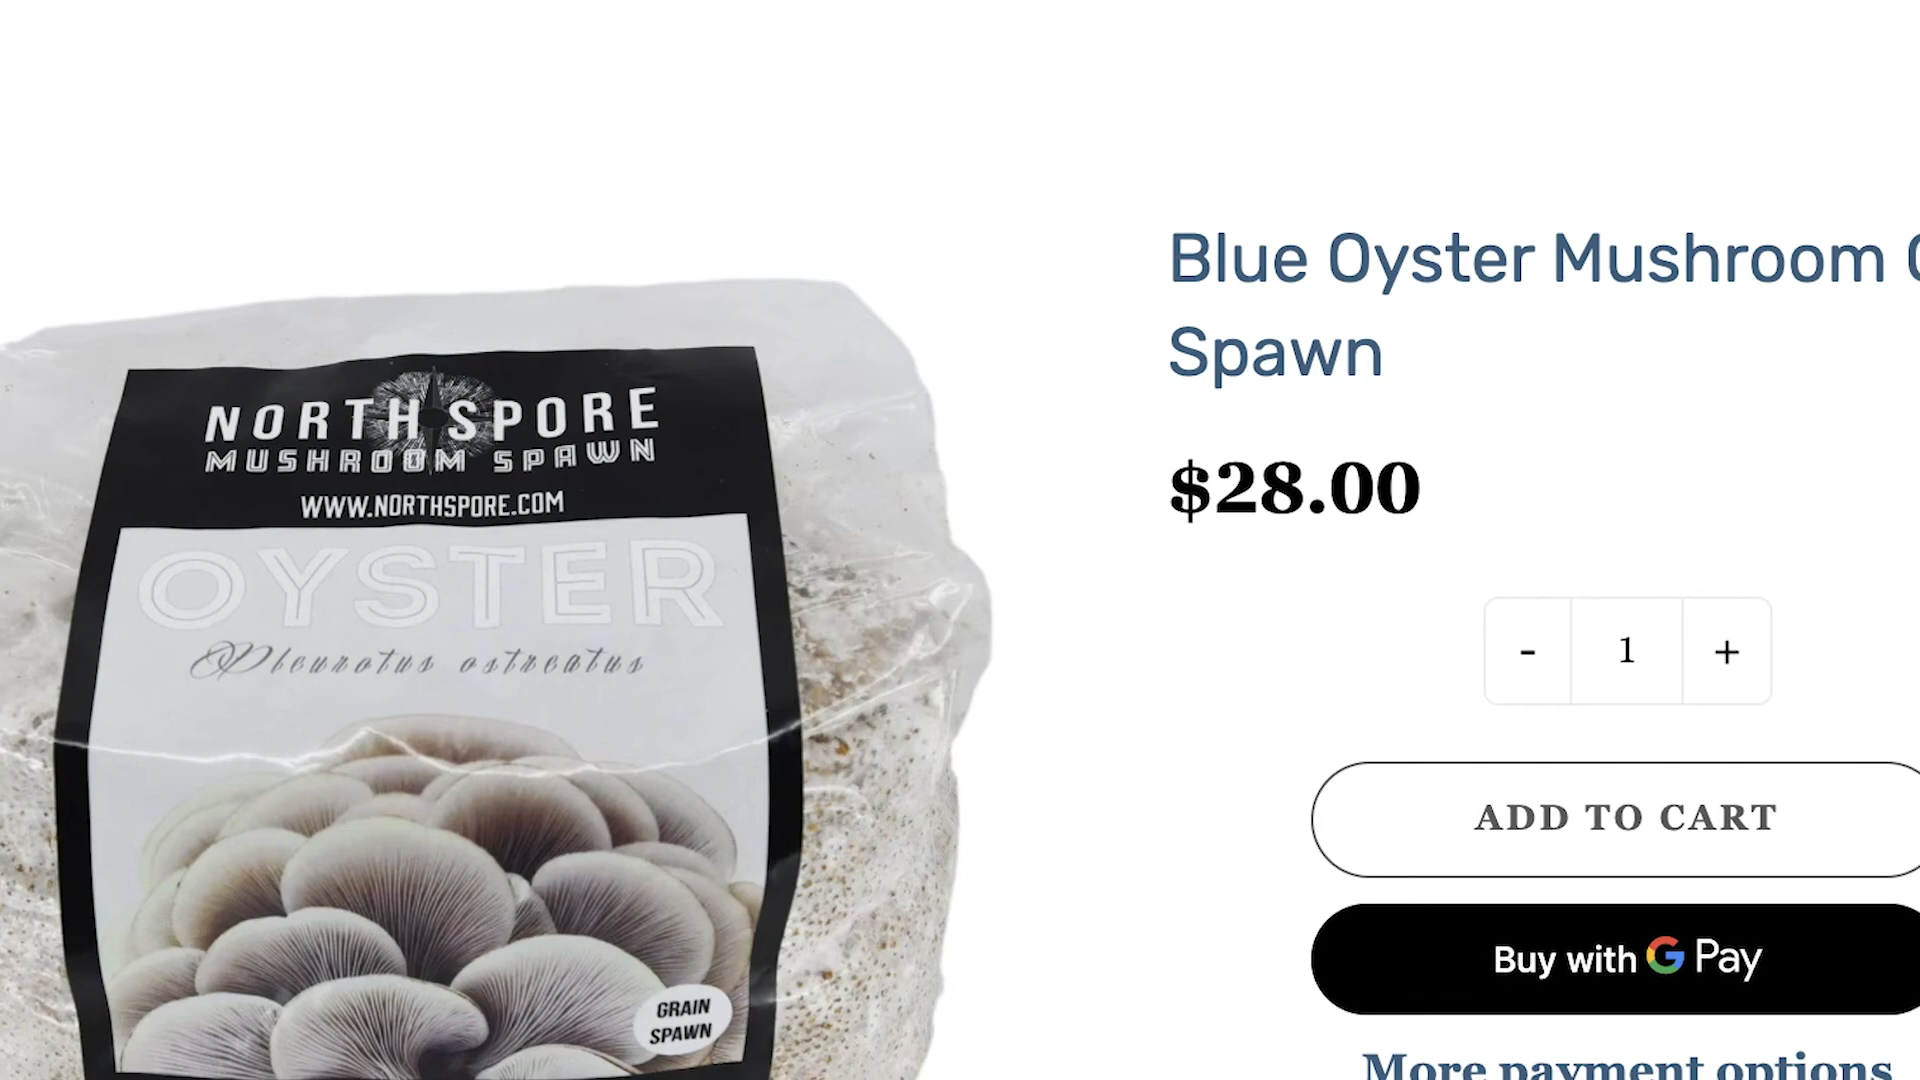 NORTH SPORE
MUSHROOM SPAWN
WWW.NORTHSPORE.COM
OYSTER
Pleurotus ostreatus
GRAIN
SPAWN
Blue Oyster Mushroom
Spawn
$28.00
- 1 +
ADD TO CART
Buy with G Pay
More payment options